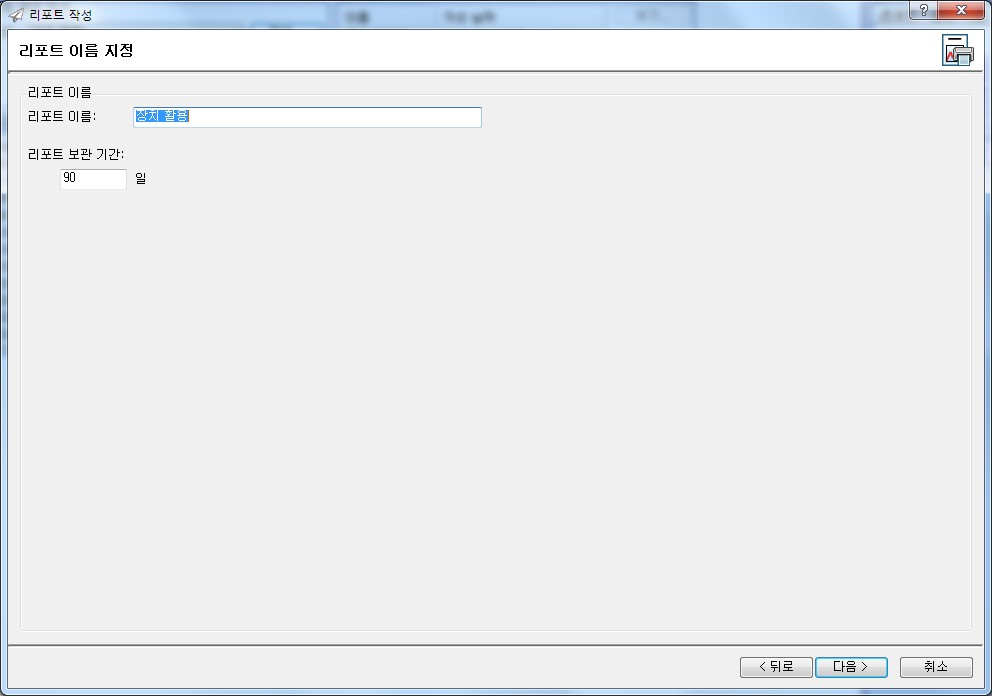 리포트 작성
?
리포트 이름 지정
리포트 이름
리포트 이름:
장치 활용
리포트 보관 기간:
90 일
< 뒤로
다음 >
취소